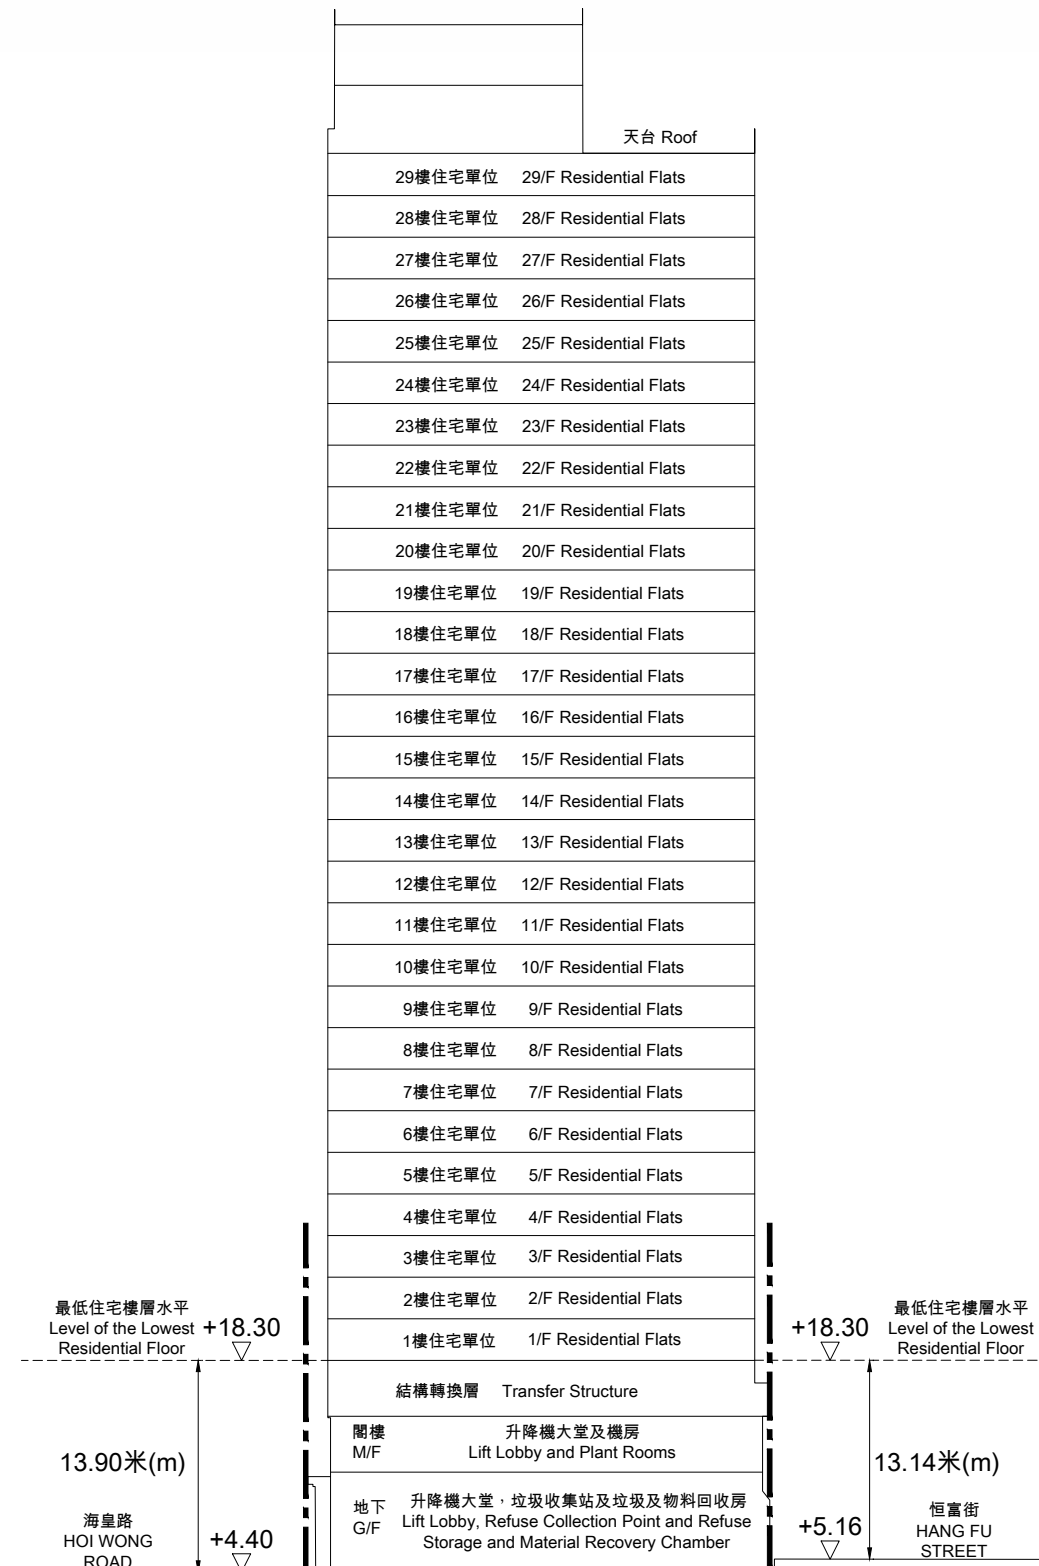 天台 Roof
29樓住宅單位 29/F Residential Flats
28樓住宅單位 28/F Residential Flats
27樓住宅單位 27/F Residential Flats
26樓住宅單位 26/F Residential Flats
25樓住宅單位 25/F Residential Flats
24樓住宅單位 24/F Residential Flats
23樓住宅單位 23/F Residential Flats
22樓住宅單位 22/F Residential Flats
21樓住宅單位 21/F Residential Flats
20樓住宅單位 20/F Residential Flats
19樓住宅單位 19/F Residential Flats
18樓住宅單位 18/F Residential Flats
17樓住宅單位 17/F Residential Flats
16樓住宅單位 16/F Residential Flats
15樓住宅單位 15/F Residential Flats
14樓住宅單位 14/F Residential Flats
13樓住宅單位 13/F Residential Flats
12樓住宅單位 12/F Residential Flats
11樓住宅單位 11/F Residential Flats
10樓住宅單位 10/F Residential Flats
9樓住宅單位 9/F Residential Flats
8樓住宅單位 8/F Residential Flats
7樓住宅單位 7/F Residential Flats
6樓住宅單位 6/F Residential Flats
5樓住宅單位 5/F Residential Flats
4樓住宅單位 4/F Residential Flats
3樓住宅單位 3/F Residential Flats
2樓住宅單位 2/F Residential Flats
1樓住宅單位 1/F Residential Flats
最低住宅樓層水平
Level of the Lowest
Residential Floor
+18.30
+18.30
最低住宅樓層水平
Level of the Lowest
Residential Floor
結構轉換層 Transfer Structure
閣樓
M/F
升降機大堂及機房
Lift Lobby and Plant Rooms
13.90米(m)
13.14米(m)
地下
G/F
升降機大堂，垃圾收集站及垃圾及物料回收房
Lift Lobby, Refuse Collection Point and Refuse
Storage and Material Recovery Chamber
海皇路
HOI WONG
ROAD
+4.40
+5.16
恒富街
HANG FU
STREET